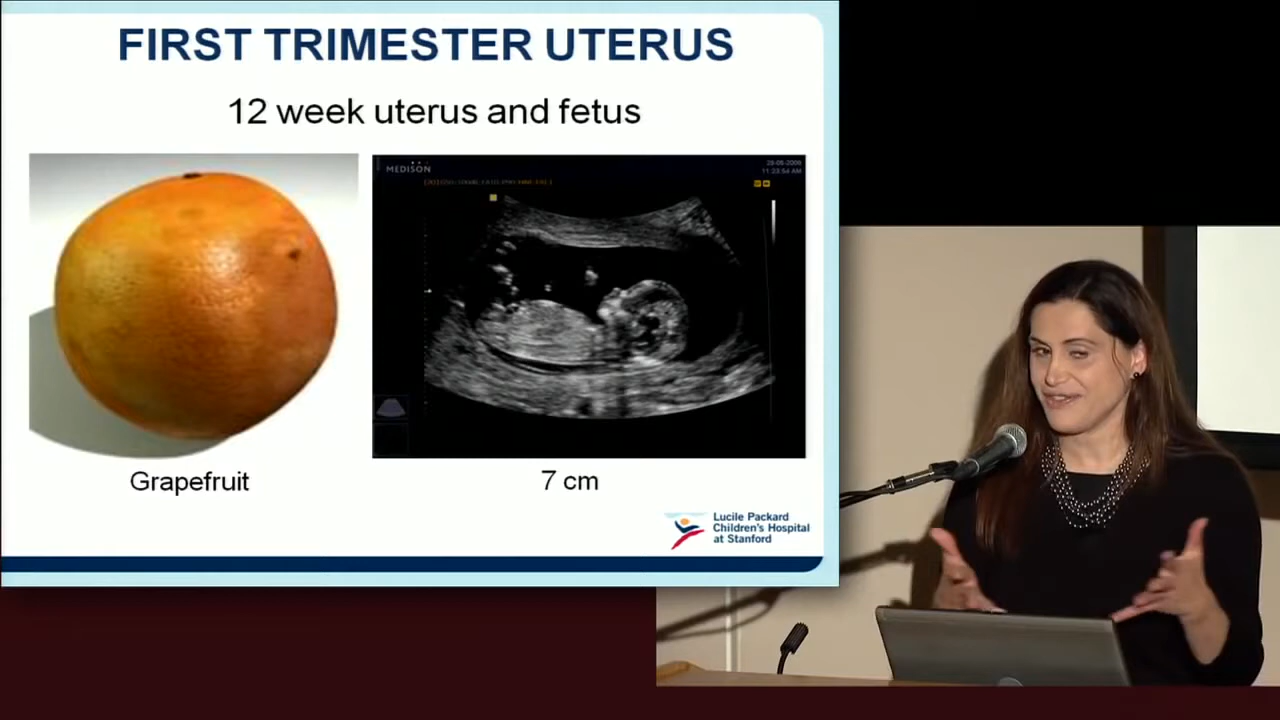 FIRST TRIMESTER UTERUS
12 week uterus and fetus
MEDISON
Grapefruit
7 cm
Lucile Packard
Children's Hospital
at Stanford